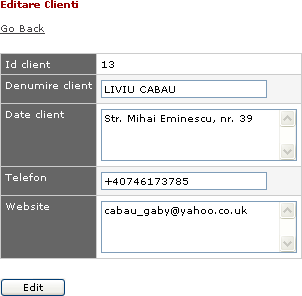 Editare Clienti
Go Back
Id client 13
Denumire client LIVIU CABAU
Date client Str. Mihai Eminescu, nr. 39
Telefon +40746173785
Website cabau_gaby@yahoo.co.uk
Edit